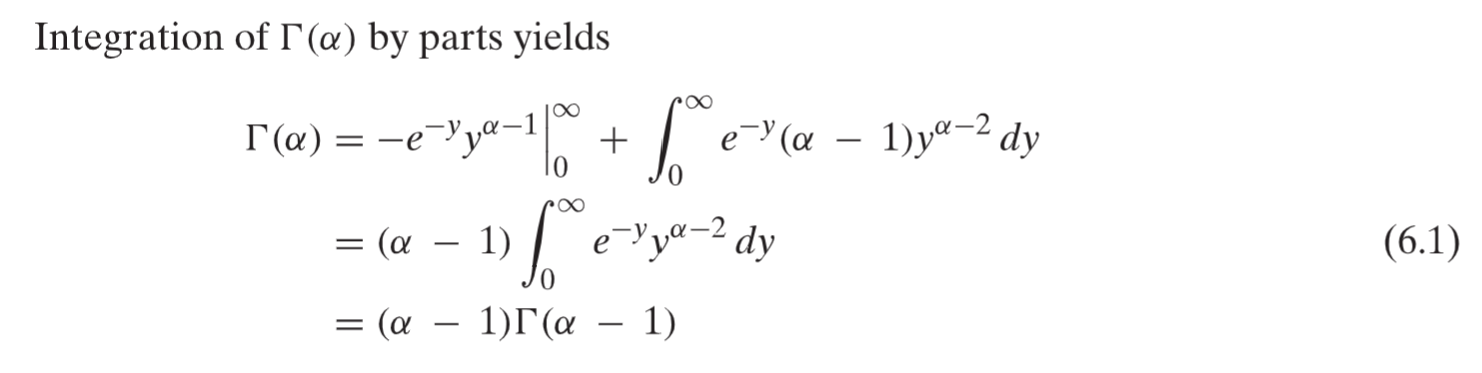 Integration of Γ(α) by parts yields
Γ(α) = −e^{−y}y^{α−1}|_0^∞ + ∫_0^∞ e^{−y}(α − 1)y^{α−2} dy
= (α − 1) ∫_0^∞ e^{−y}y^{α−2} dy (6.1)
= (α − 1)Γ(α − 1)